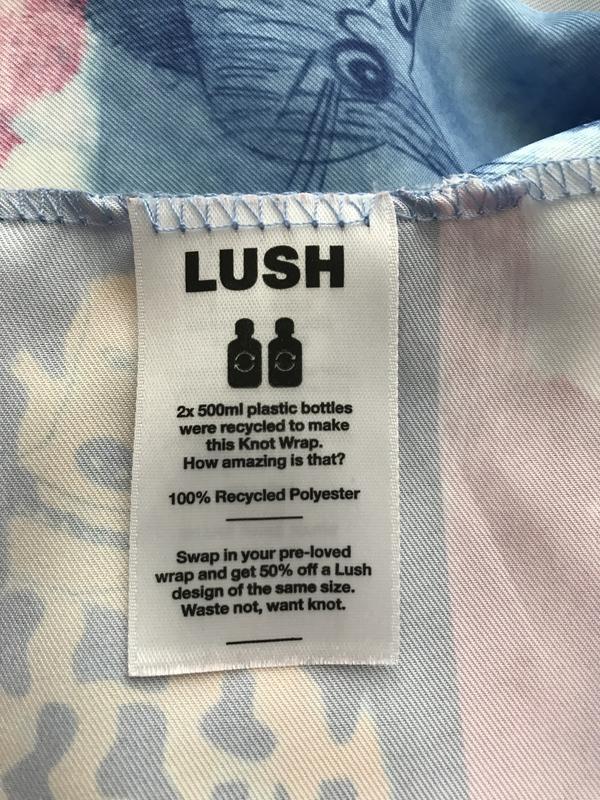 LUSH
2x 500ml plastic bottles
were recycled to make
this Knot Wrap.
How amazing is that?
100% Recycled Polyester
Swap in your pre-loved
wrap and get 50% off a Lush
design of the same size.
Waste not, want knot.